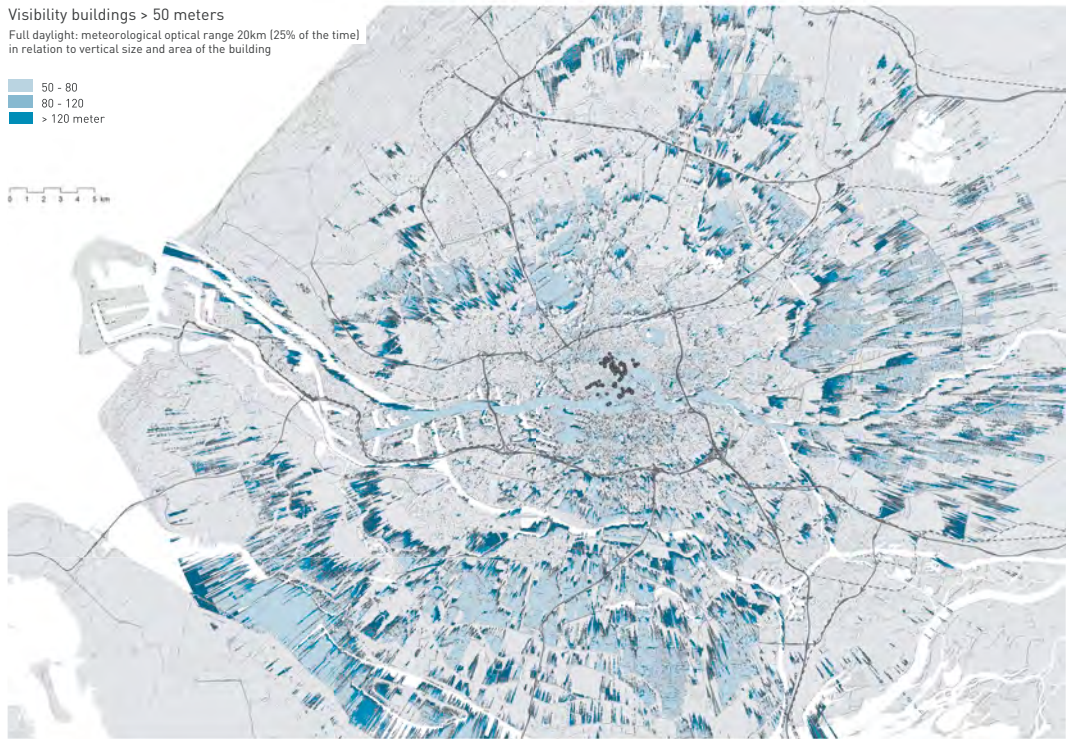 Visibility buildings > 50 meters
Full daylight: meteorological optical range 20km (25% of the time)
in relation to vertical size and area of the building
50 - 80
80 - 120
> 120 meter
0 1 2 3 4 5 km